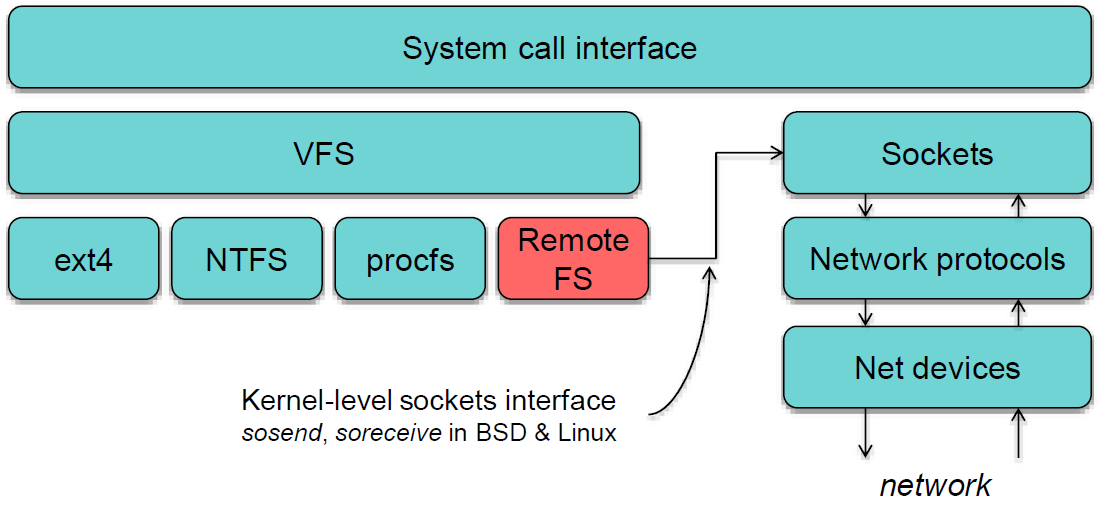 System call interface
VFS
Sockets
ext4
NTFS
procfs
Remote
FS
Network protocols
Net devices
Kernel-level sockets interface
sosend, soreceive in BSD & Linux
network